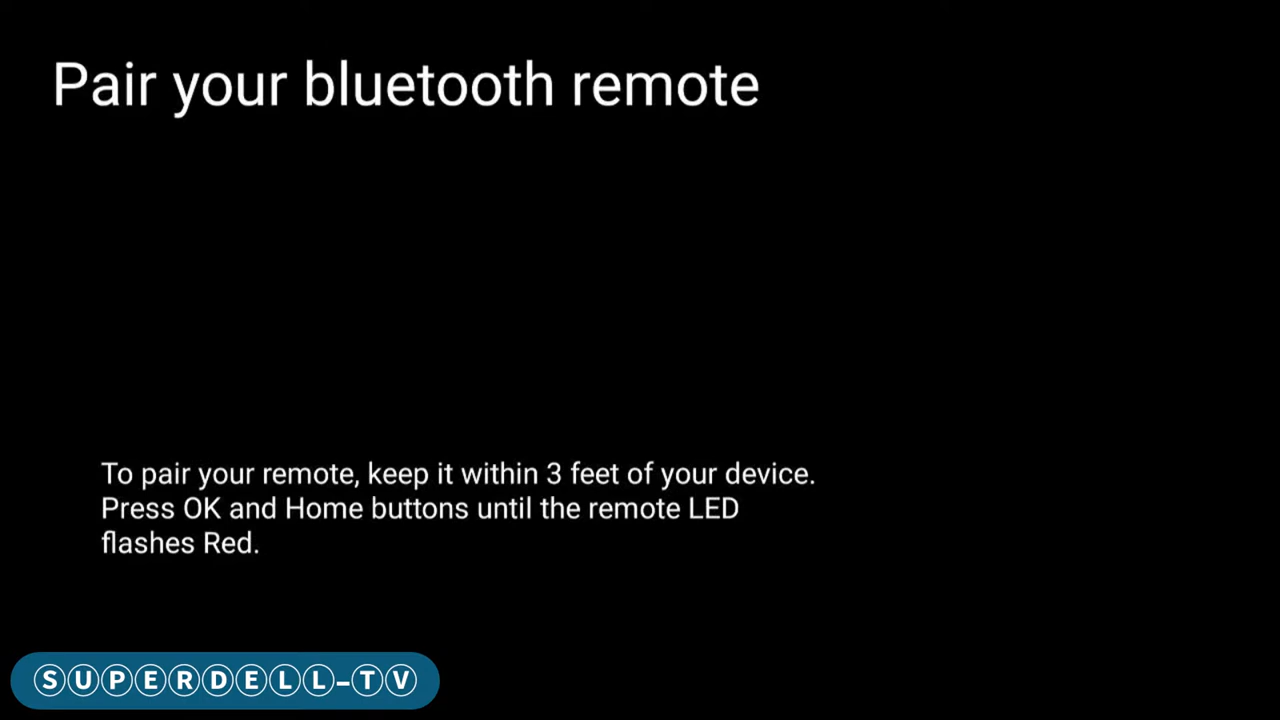 Pair your bluetooth remote
To pair your remote, keep it within 3 feet of your device.
Press OK and Home buttons until the remote LED
flashes Red.
ⓈⓊⓅⒺⓇⒹⒺⓁⓁ-ⓉⓋ